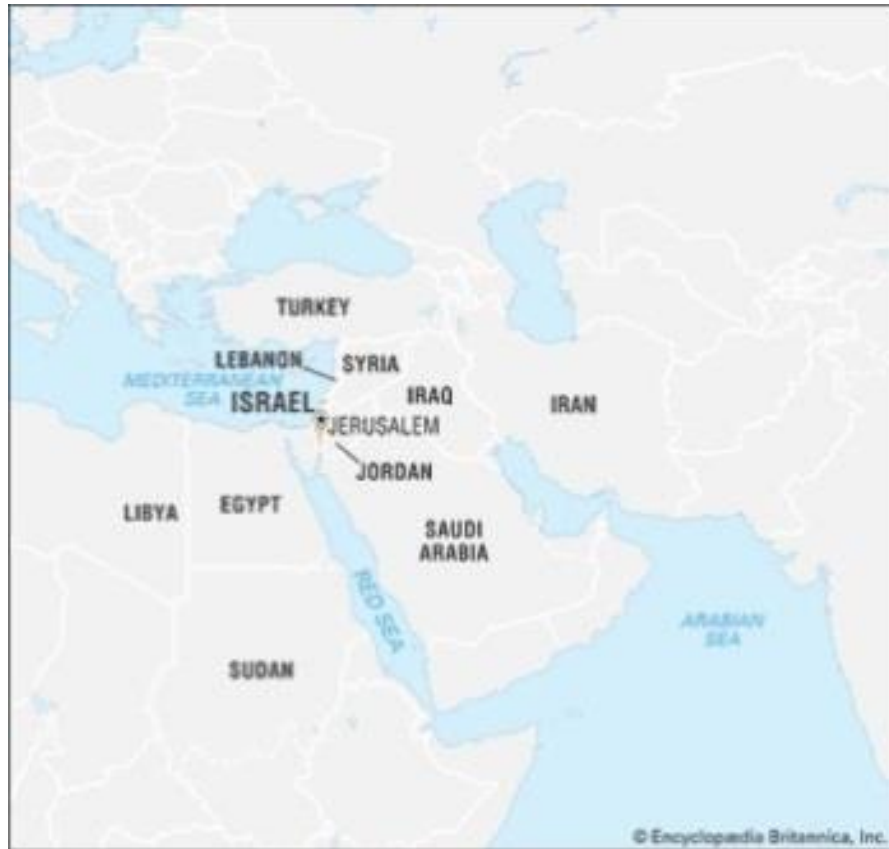 TURKEY
LEBANON
SYRIA
MEDITERRANEAN
SEA
ISRAEL
IRAQ
IRAN
JERUSALEM
JORDAN
LIBYA
EGYPT
SAUDI
ARABIA
RED SEA
ARABIAN
SEA
SUDAN
© Encyclopædia Britannica, Inc.